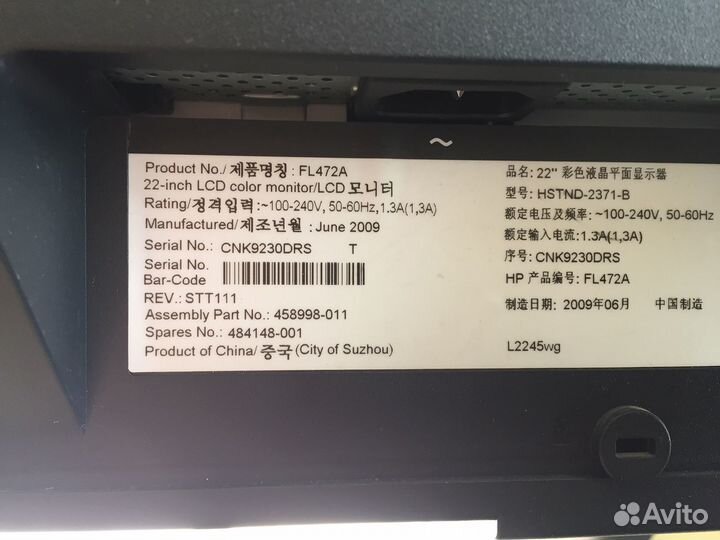 ~
Product No./ 제품명칭 : FL472A
22-inch LCD color monitor/LCD 모니터
Rating/정격입력 :~100-240V, 50-60Hz,1.3A(1,3A)
Manufactured/제조년월 : June 2009
Serial No.: CNK9230DRS T
Serial No.
Bar-Code
REV.: STT111
Assembly Part No.: 458998-011
Spares No.: 484148-001
Product of China/ 중국 (City of Suzhou)
品名: 22" 彩色液晶平面显示器
型号: HSTND-2371-B
额定电压及频率: ~100-240V, 50-60Hz
额定输入电流:1.3A(1,3A)
序号: CNK9230DRS
HP 产品编号: FL472A
制造日期: 2009年06月 中国制造
L2245wg
Avito